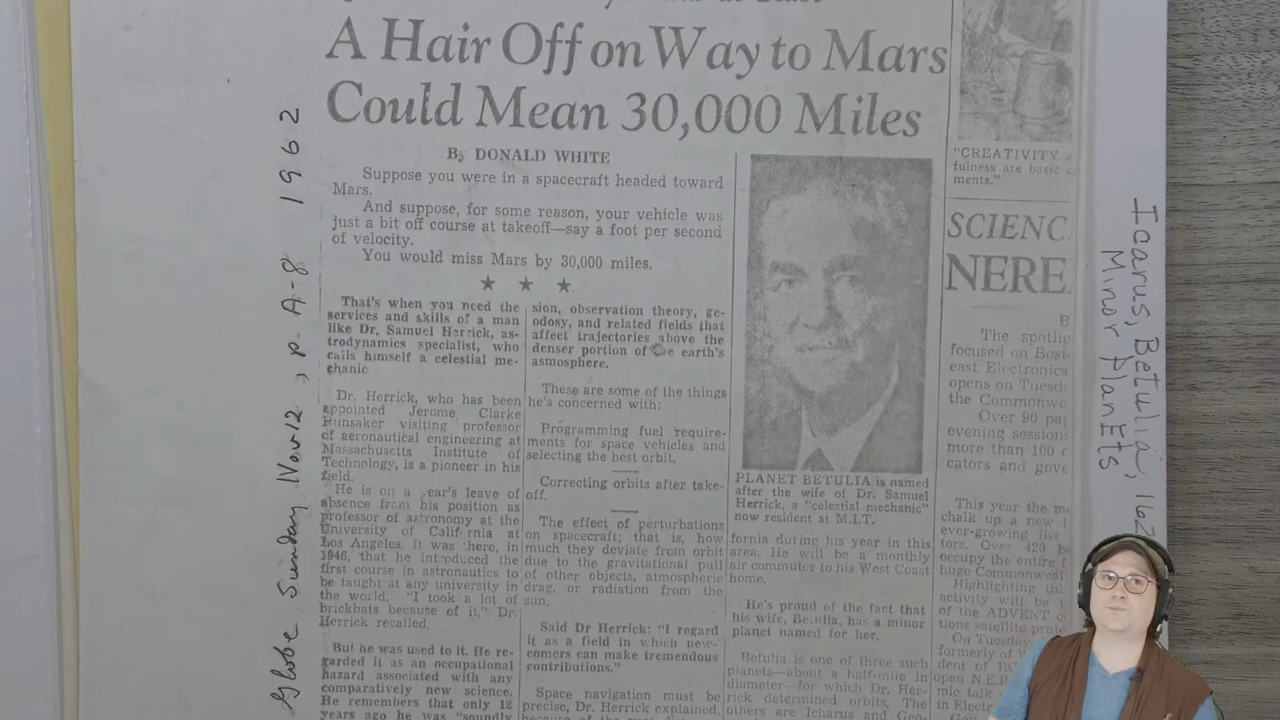 A Hair Off on Way to Mars
Could Mean 30,000 Miles
By DONALD WHITE
Suppose you were in a spacecraft headed toward
Mars.
And suppose, for some reason, your vehicle was
just a bit off course at takeoff—say a foot per second
of velocity.
You would miss Mars by 30,000 miles.
★ ★ ★
That's when you need the
services and skills of a man
like Dr. Samuel Herrick, as-
trodynamics specialist, who
calls himself a celestial me-
chanic
Dr. Herrick, who has been
appointed Jerome Clarke
Hunsaker visiting professor
of aeronautical engineering at
Massachusetts Institute of
Technology, is a pioneer in his
field.
He is on a year's leave of
absence from his position as
professor of astronomy at the
University of California at
Los Angeles. It was there, in
1946, that he introduced the
first course in astronautics to
be taught at any university in
the world. "I took a lot of
brickbats because of it," Dr.
Herrick recalled.
But he was used to it. He re-
garded it as an occupational
hazard associated with any
comparatively new science.
He remembers that only 12
years ago he was "soundly
sion, observation theory, ge-
odosy, and related fields that
affect trajectories above the
denser portion of earth's
asmosphere.
These are some of the things
he's concerned with:
Programming fuel require-
ments for space vehicles and
selecting the best orbit.
Correcting orbits after take-
off.
The effect of perturbations
on spacecraft; that is, how
much they deviate from orbit
due to the gravitational pull
of other objects, atmospheric
drag, or radiation from the
sun.
Said Dr Herrick: "I regard
it as a field in which new-
comers can make tremendous
contributions."
Space navigation must be
precise, Dr. Herrick explained,
PLANET BETULIA is named
after the wife of Dr. Samuel
Herrick, a "celestial mechanic"
now resident at M.I.T.
fornia during his year in this
area. He will be a monthly
air commuter to his West Coast
home.
He's proud of the fact that
his wife, Betulia, has a minor
planet named for her.
Betulia is one of three such
planets—about a half-mile in
diameter—for which Dr. Her-
rick determined orbits. The
others are Icharus and Geo-
"CREATIVITY
fulness are basic
ments."
SCIENC
NERE
B
The spotlig
focused on Bost
east Electronics
opens on Tuesd
the Commonwe
Over 90 pa
evening session
more than 100
cators and gove
This year the
chalk up a new
ever-growing list
tors. Over 420
occupy the entire
huge Commonweal
Highlighting thi
activity will be
of the ADVENT
tions satellite proje
On Tuesday
formerly of
dent of RC
open N.E.R
mic talk
in Electr
Globe Sunday Nov 12, p. A-8 1962
Icarus, Betulia, 162
Minor PlanEts